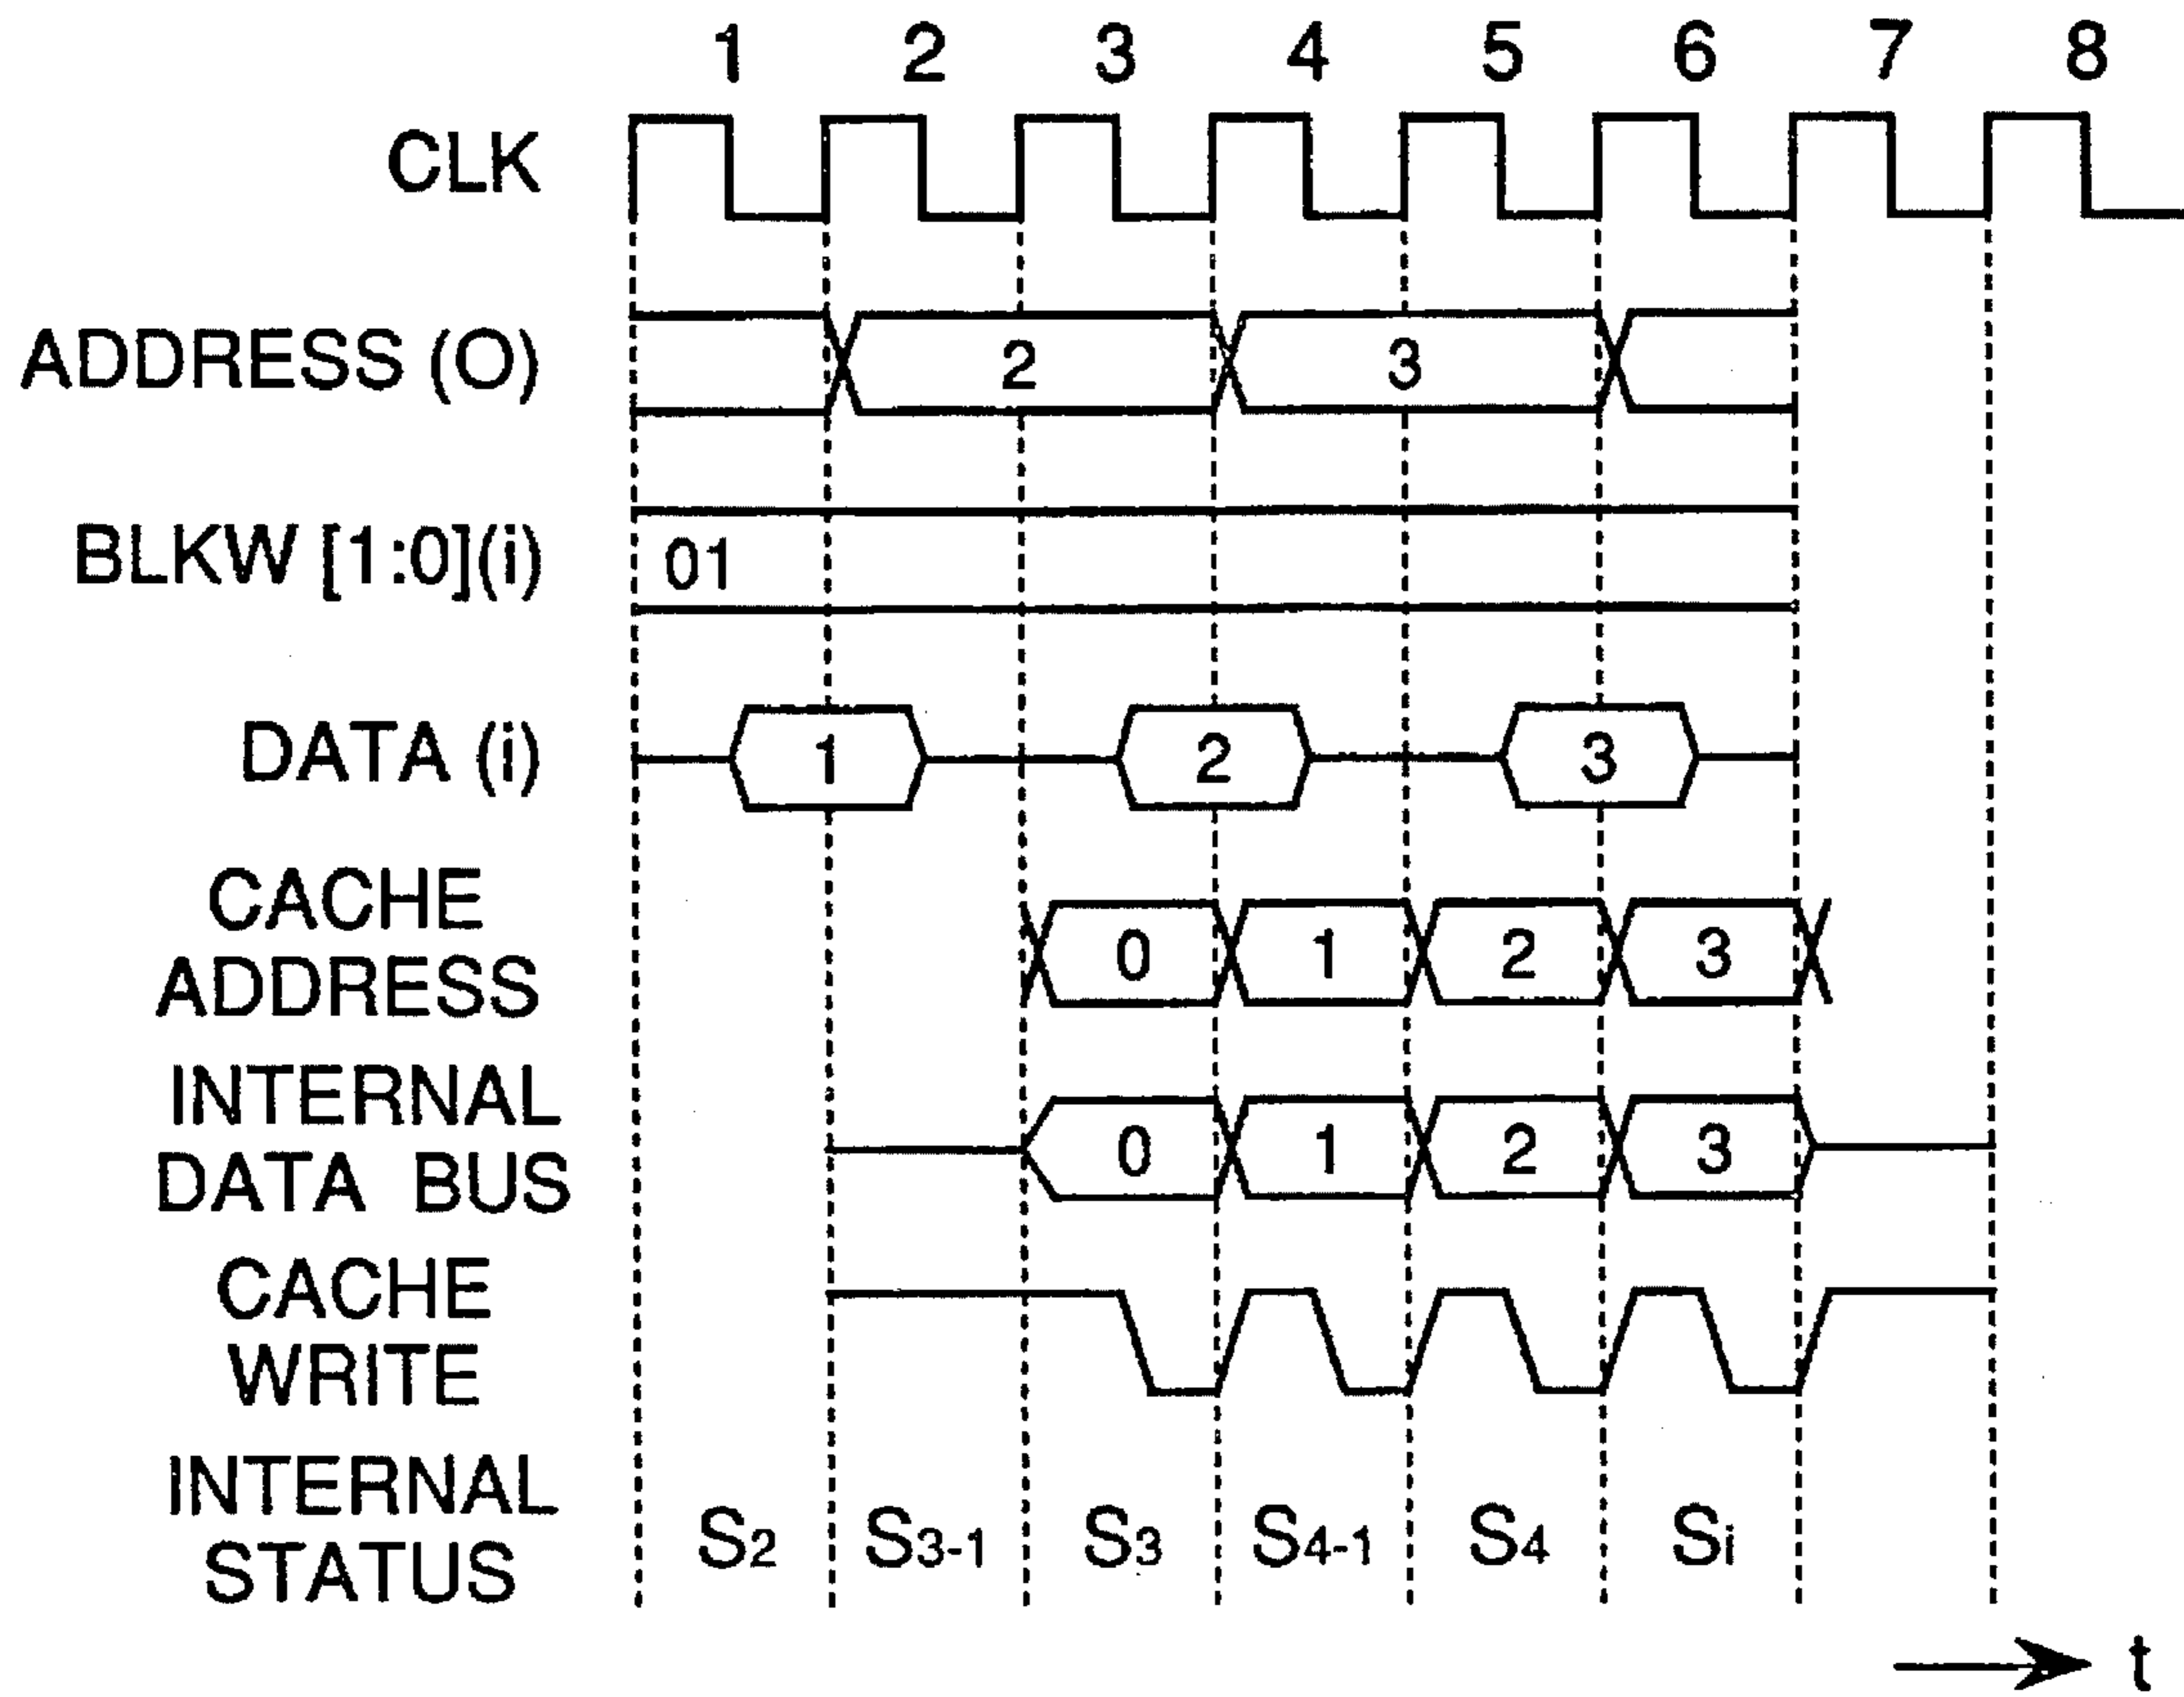 1 2 3 4 5 6 7 8
CLK
ADDRESS (O) 2 3
BLKW [1:0](i) 01
DATA (i) 1 2 3
CACHE
ADDRESS 0 1 2 3
INTERNAL
DATA BUS 0 1 2 3
CACHE
WRITE
INTERNAL
STATUS S2 S3-1 S3 S4-1 S4 Si
t